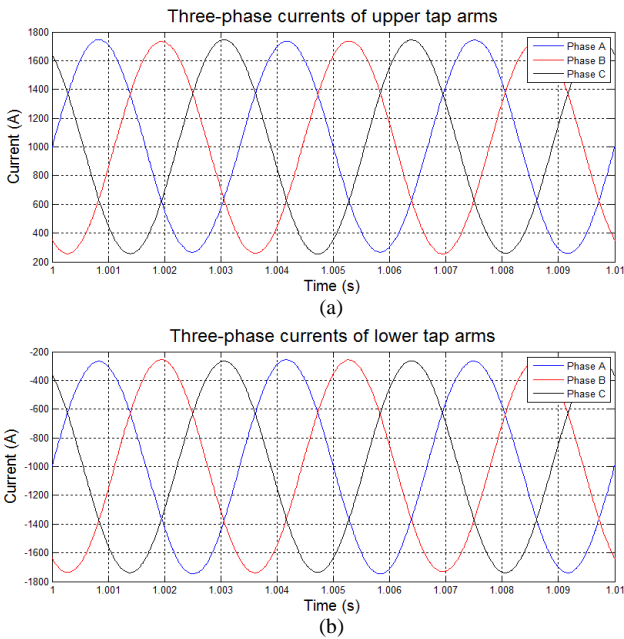 Three-phase currents of upper tap arms
1800
1600
1400
1200
1000
800
600
400
200
Current (A)
Phase A
Phase B
Phase C
1 1.001 1.002 1.003 1.004 1.005 1.006 1.007 1.008 1.009 1.01
Time (s)
(a)
Three-phase currents of lower tap arms
-200
-400
-600
-800
-1000
-1200
-1400
-1600
-1800
Current (A)
Phase A
Phase B
Phase C
1 1.001 1.002 1.003 1.004 1.005 1.006 1.007 1.008 1.009 1.01
Time (s)
(b)